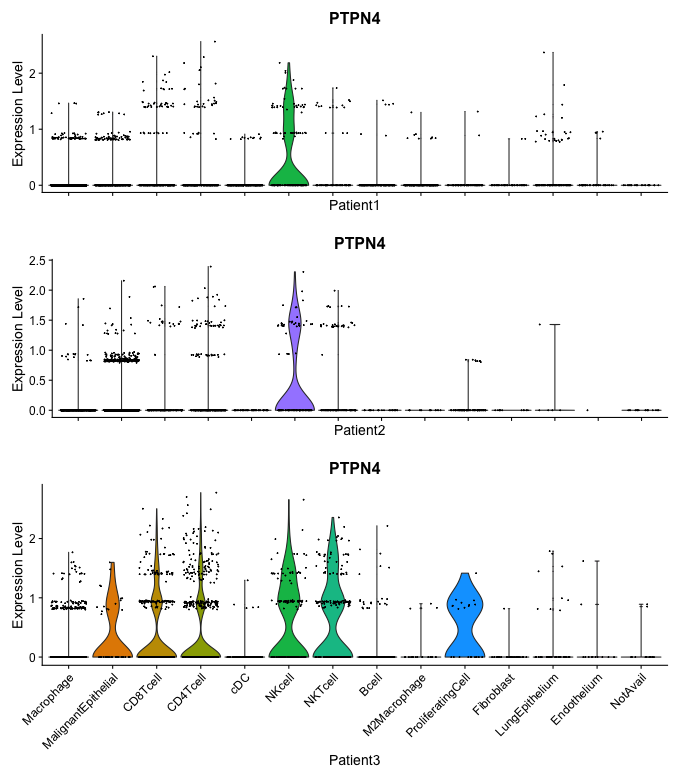 PTPN4
Expression Level
2
1
0
Patient1
PTPN4
Expression Level
2.5
2.0
1.5
1.0
0.5
0.0
Patient2
PTPN4
Expression Level
2
1
0
Macrophage
MalignantEpithelial
CD8Tcell
CD4Tcell
cDC
NKcell
NKTcell
Bcell
M2Macrophage
ProliferatingCell
Fibroblast
LungEpithelium
Endothelium
NotAvail
Patient3